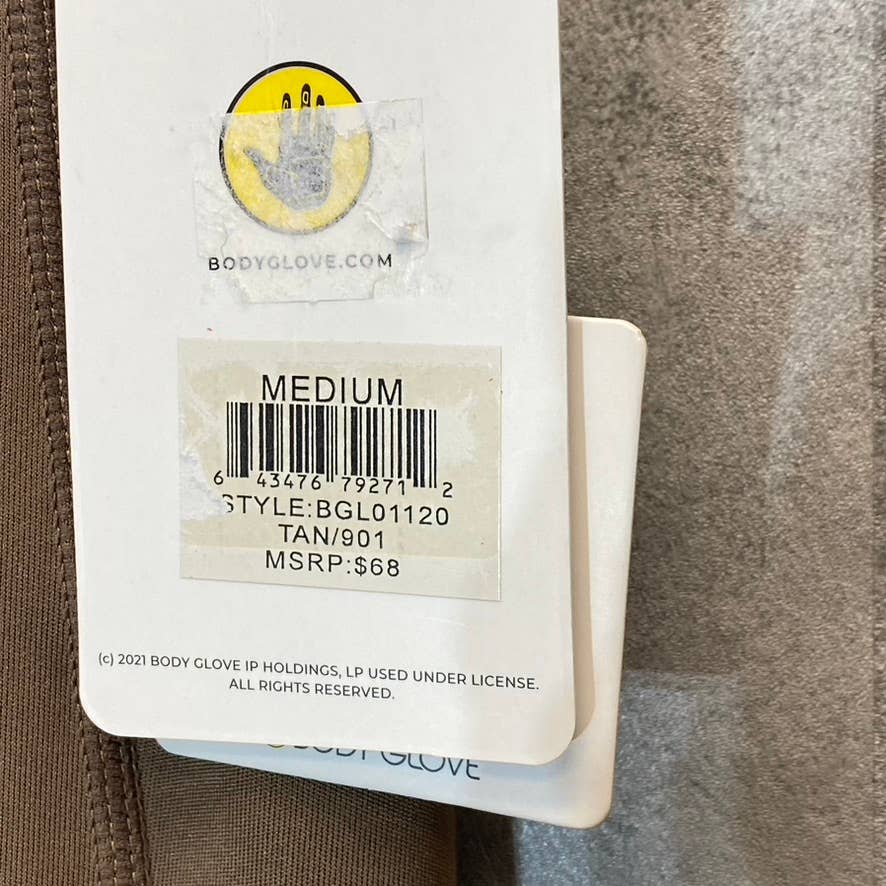 BODYGLOVE.COM
MEDIUM
6 43476 79271 2
STYLE:BGL01120
TAN/901
MSRP:$68
(c) 2021 BODY GLOVE IP HOLDINGS, LP USED UNDER LICENSE.
ALL RIGHTS RESERVED.
BODY GLOVE